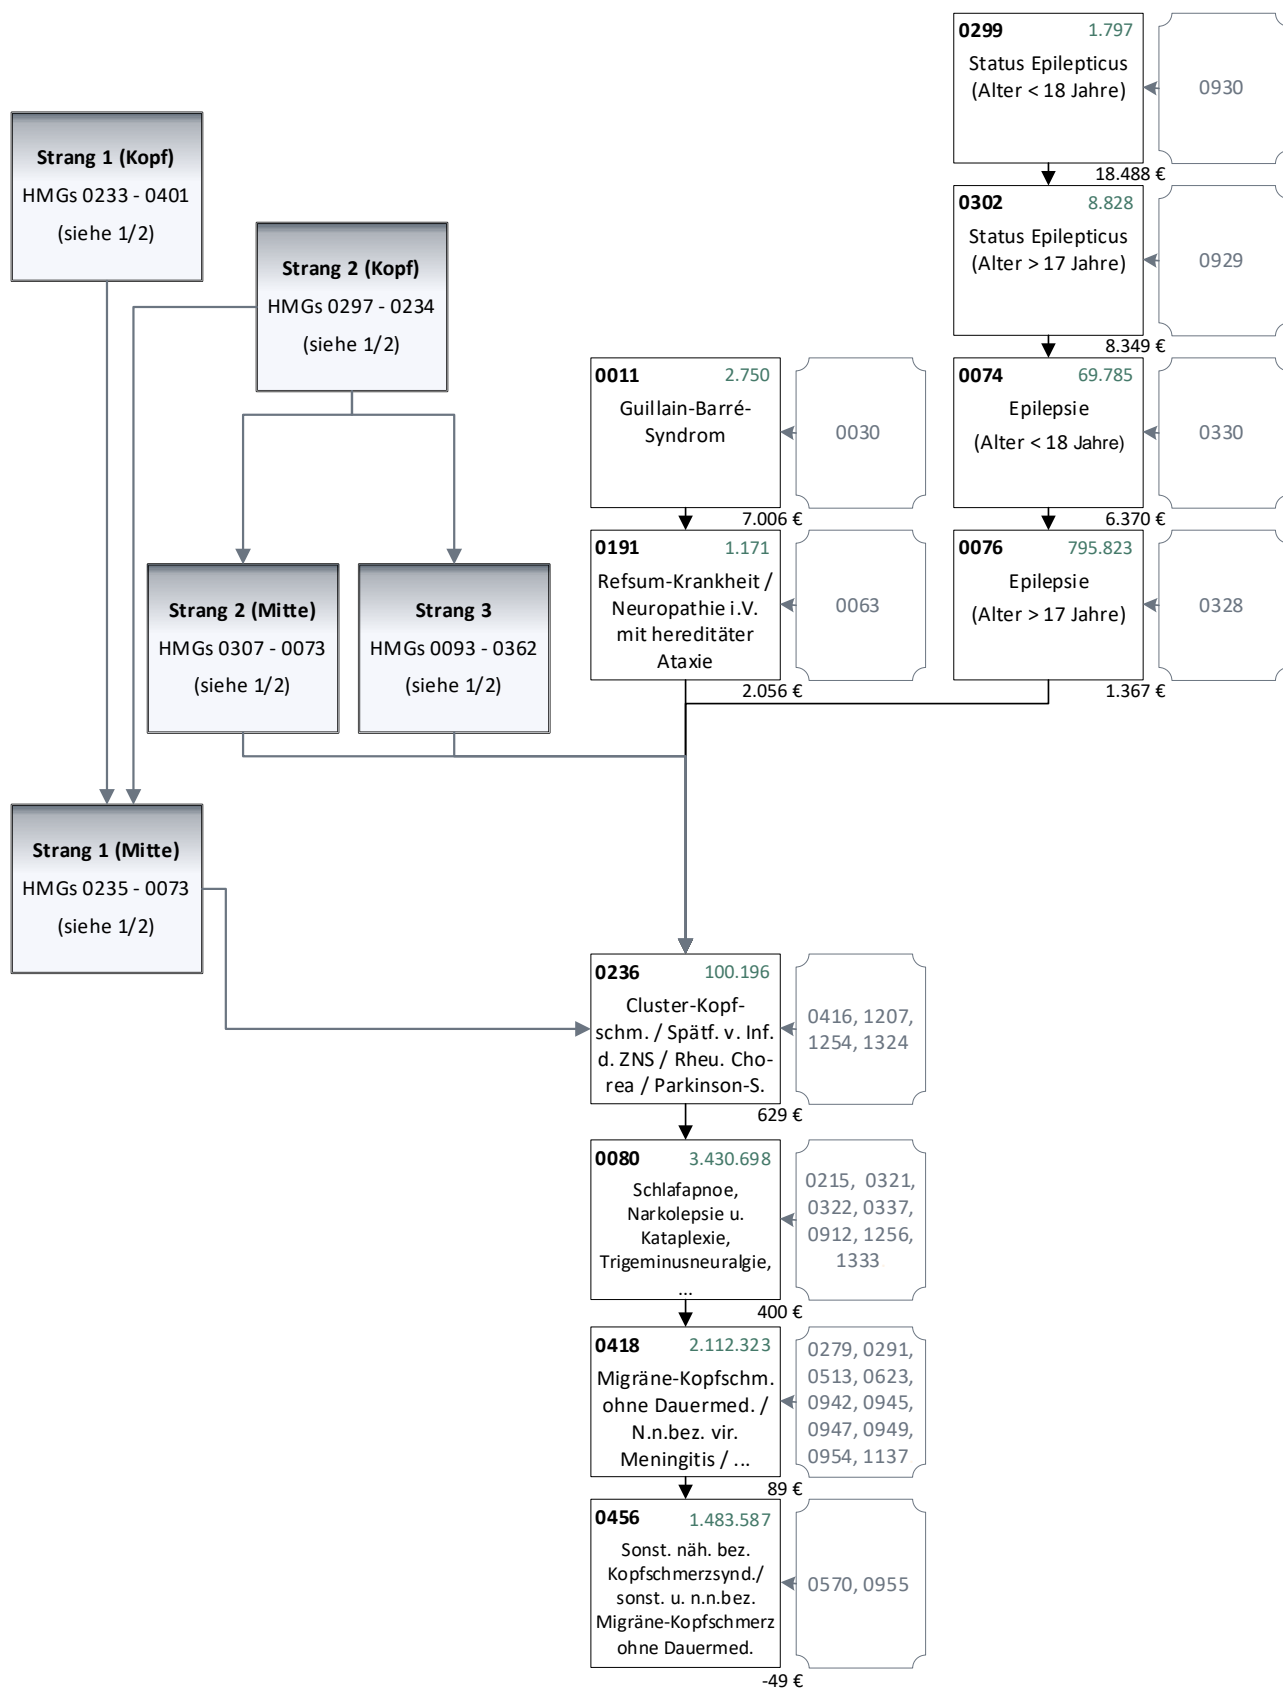 0299 1.797
Status Epilepticus
(Alter < 18 Jahre)
0930
18.488 €
Strang 1 (Kopf)
HMGs 0233 - 0401
(siehe 1/2)
0302 8.828
Status Epilepticus
(Alter > 17 Jahre)
0929
8.349 €
Strang 2 (Kopf)
HMGs 0297 - 0234
(siehe 1/2)
0011 2.750
Guillain-Barré-
Syndrom
0030
7.006 €
0074 69.785
Epilepsie
(Alter < 18 Jahre)
0330
6.370 €
Strang 2 (Mitte)
HMGs 0307 - 0073
(siehe 1/2)
Strang 3
HMGs 0093 - 0362
(siehe 1/2)
0191 1.171
Refsum-Krankheit /
Neuropathie i.V.
mit hereditäter
Ataxie
0063
2.056 €
0076 795.823
Epilepsie
(Alter > 17 Jahre)
0328
1.367 €
Strang 1 (Mitte)
HMGs 0235 - 0073
(siehe 1/2)
0236 100.196
Cluster-Kopf-
schm. / Spätf. v. Inf.
d. ZNS / Rheu. Cho-
rea / Parkinson-S.
0416, 1207,
1254, 1324
629 €
0080 3.430.698
Schlafapnoe,
Narkolepsie u.
Kataplexie,
Trigeminusneuralgie,
...
0215, 0321,
0322, 0337,
0912, 1256,
1333
400 €
0418 2.112.323
Migräne-Kopfschm.
ohne Dauermed. /
N.n.bez. vir.
Meningitis / ...
0279, 0291,
0513, 0623,
0942, 0945,
0947, 0949,
0954, 1137
89 €
0456 1.483.587
Sonst. näh. bez.
Kopfschmerzsynd./
sonst. u. n.n.bez.
Migräne-Kopfschmerz
ohne Dauermed.
0570, 0955
-49 €